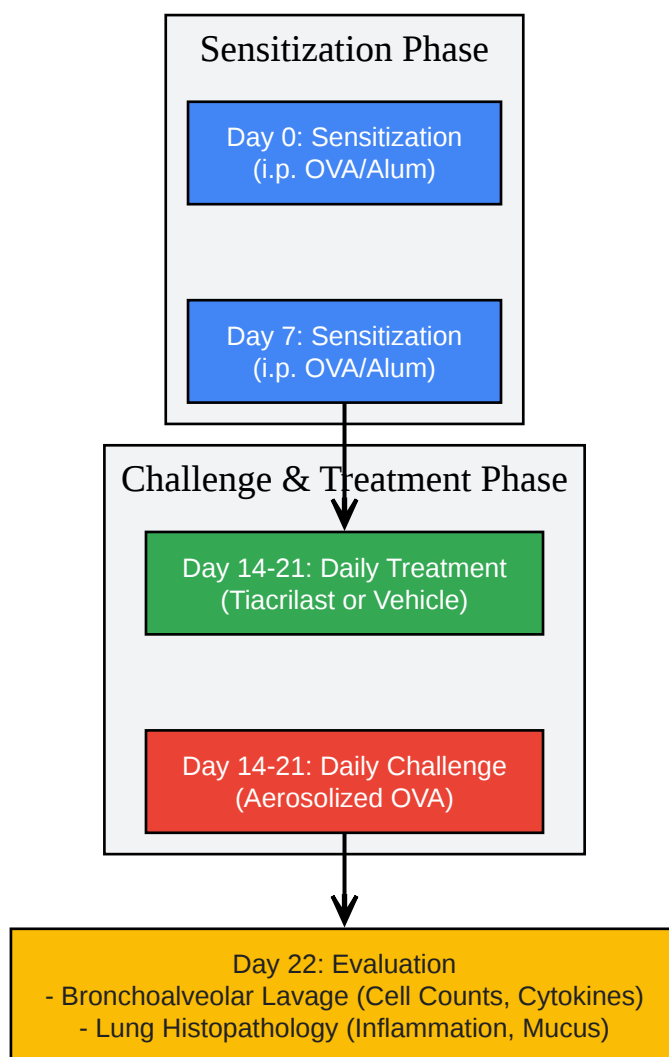 Sensitization Phase
Day 0: Sensitization
(i.p. OVA/Alum)
Day 7: Sensitization
(i.p. OVA/Alum)
Challenge & Treatment Phase
Day 14-21: Daily Treatment
(Tiacrilast or Vehicle)
Day 14-21: Daily Challenge
(Aerosolized OVA)
Day 22: Evaluation
- Bronchoalveolar Lavage (Cell Counts, Cytokines)
- Lung Histopathology (Inflammation, Mucus)